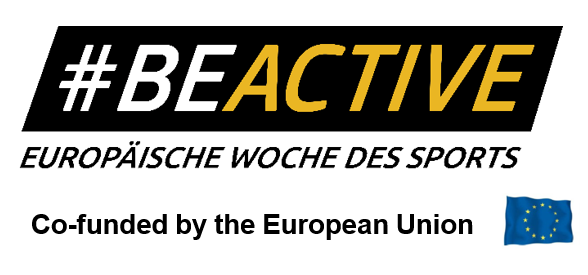 #BEACTIVE
EUROPÄISCHE WOCHE DES SPORTS
Co-funded by the European Union